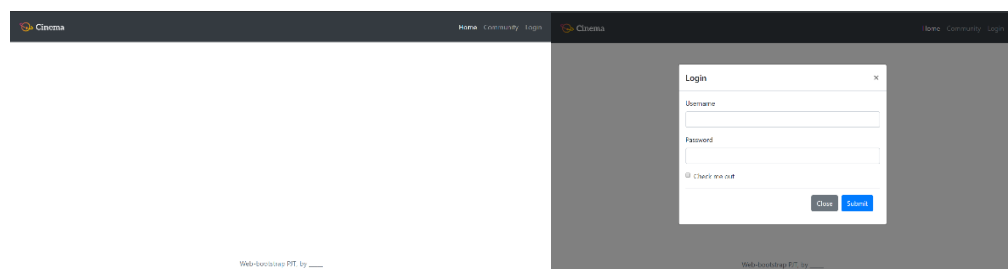 Cinema
Home Community Login
Web-bootstrap PIT, by ____
Cinema
Home Community Login
Login ×
Username
Password
Check me out
Close Submit
Web-bootstrap PIT, by ____